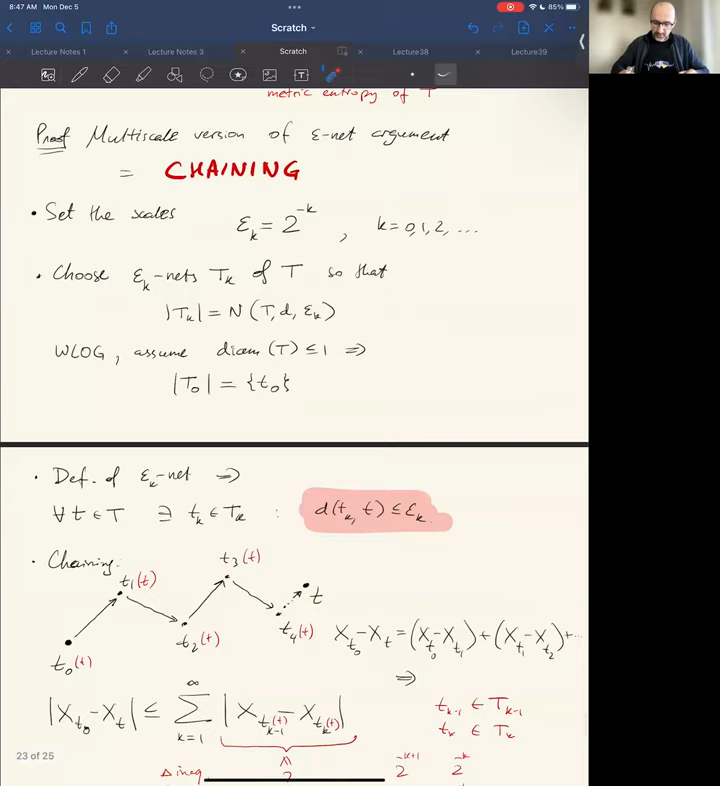 8:47 AM Mon Dec 5
85%
Scratch
Lecture Notes 1
Lecture Notes 3
Scratch
Lecture38
Lecture39
metric entropy of T
Proof Multiscale version of ε-net argument
= CHAINING
• Set the scales ε_k = 2^{-k}, k = 0,1,2, ...
• Choose ε_k-nets T_k of T so that
|T_k| = N(T, d, ε_k)
WLOG, assume diam(T) ≤ 1 ⇒
|T_0| = {t_0}
• Def. of ε_k-net ⇒
∀ t ∈ T ∃ t_k ∈ T_k : d(t_k, t) ≤ ε_k
• Chaining:
t_0(t) t_1(t) t_2(t) t_3(t) t_4(t) t
X_{t_0} - X_t = (X_{t_0} - X_{t_1}) + (X_{t_1} - X_{t_2}) + ...
⇒
|X_{t_0} - X_t| ≤ ∑_{k=1}^{∞} |X_{t_{k-1}(t)} - X_{t_k(t)}|
t_{k-1} ∈ T_{k-1}
t_k ∈ T_k
23 of 25
Δ ineq
2^{-k+1} 2^{-k}